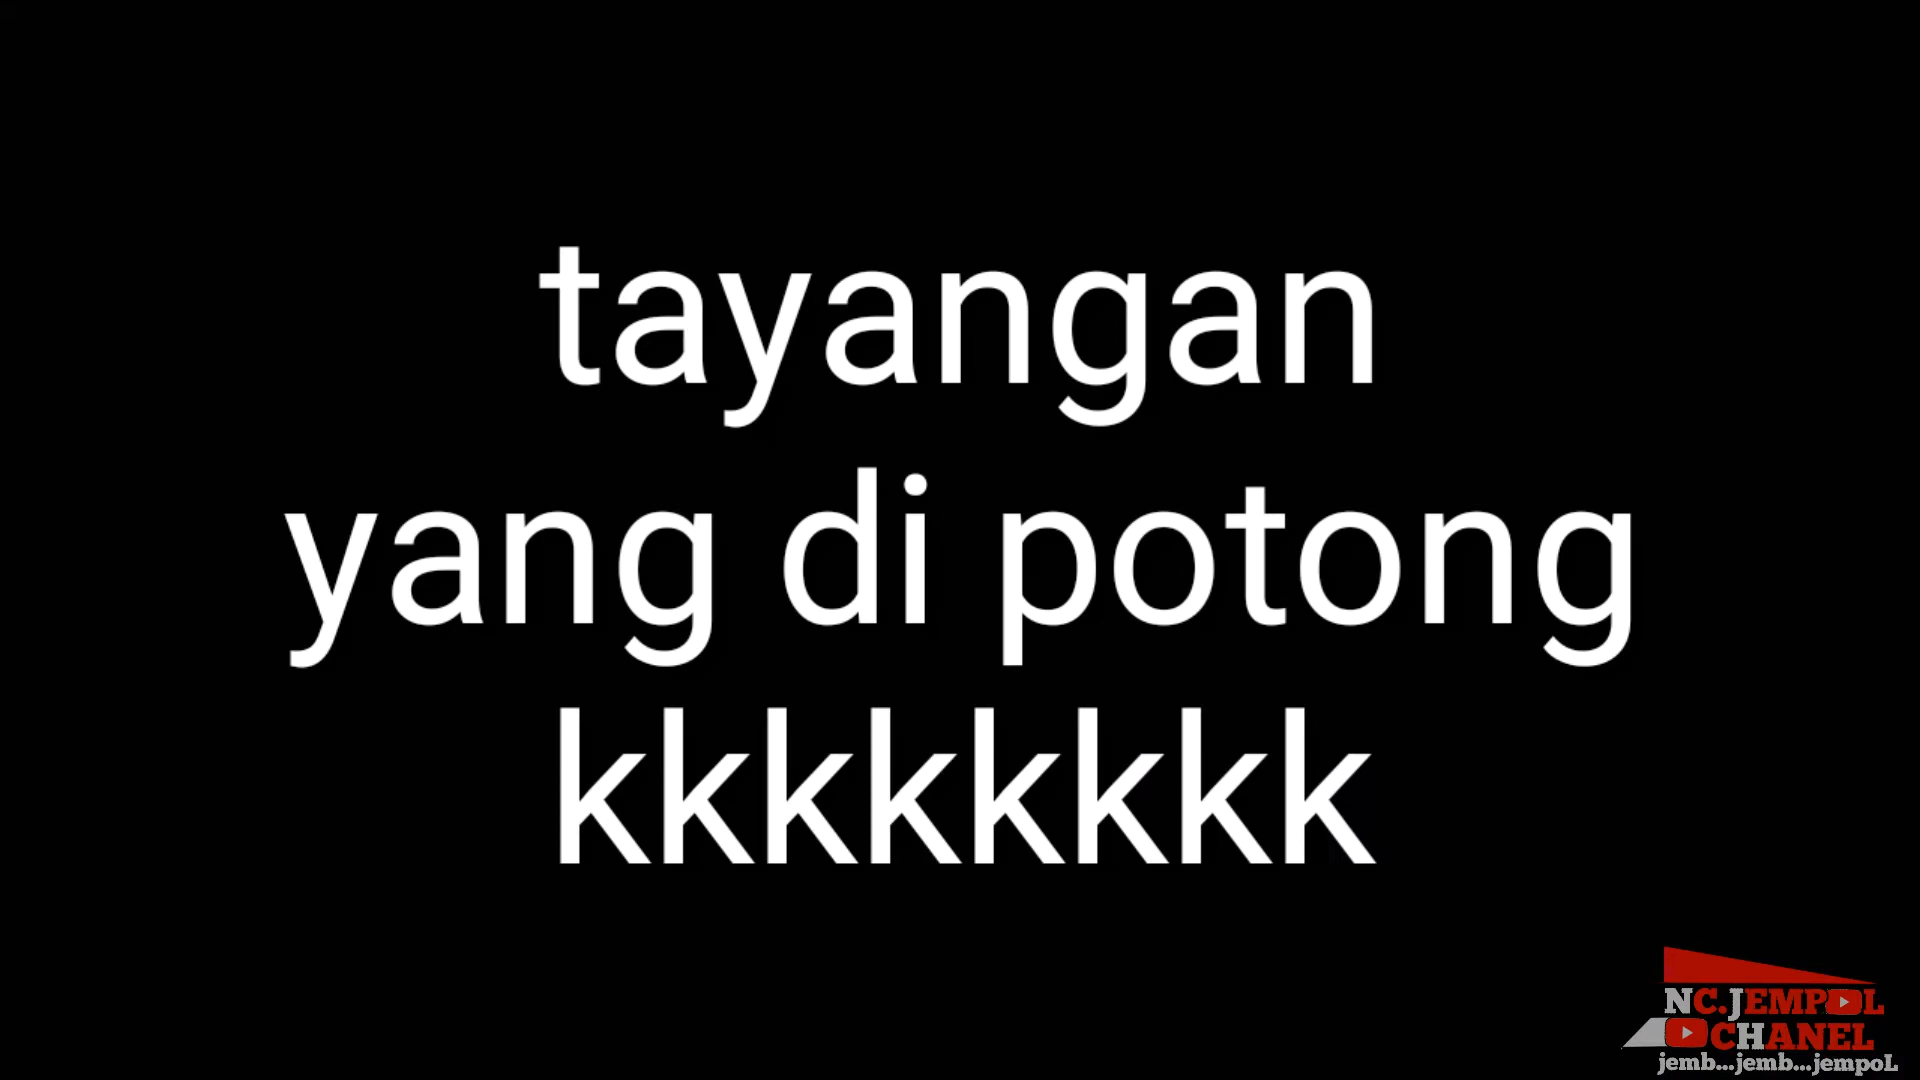 tayangan
yang di potong
kkkkkkkk
NC.JEMPOL
CHANEL
jemb...jemb...jempoL